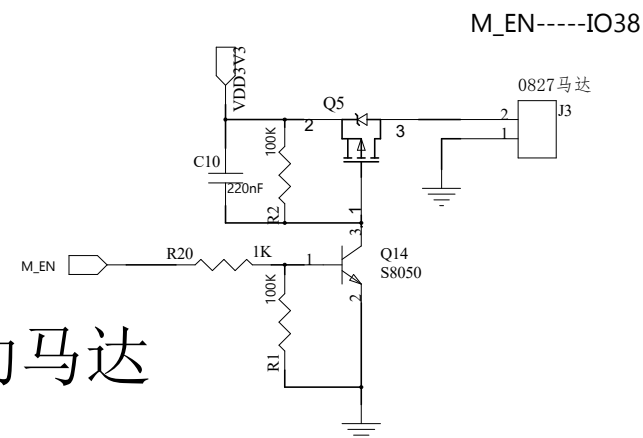 M_EN-----IO38
VDD3V3
0827马达
Q5
J3
2
3
2
1
100K
C10
220nF
R2
1
3
R20
1K
1
Q14
S8050
M_EN
100K
2
R1
马达